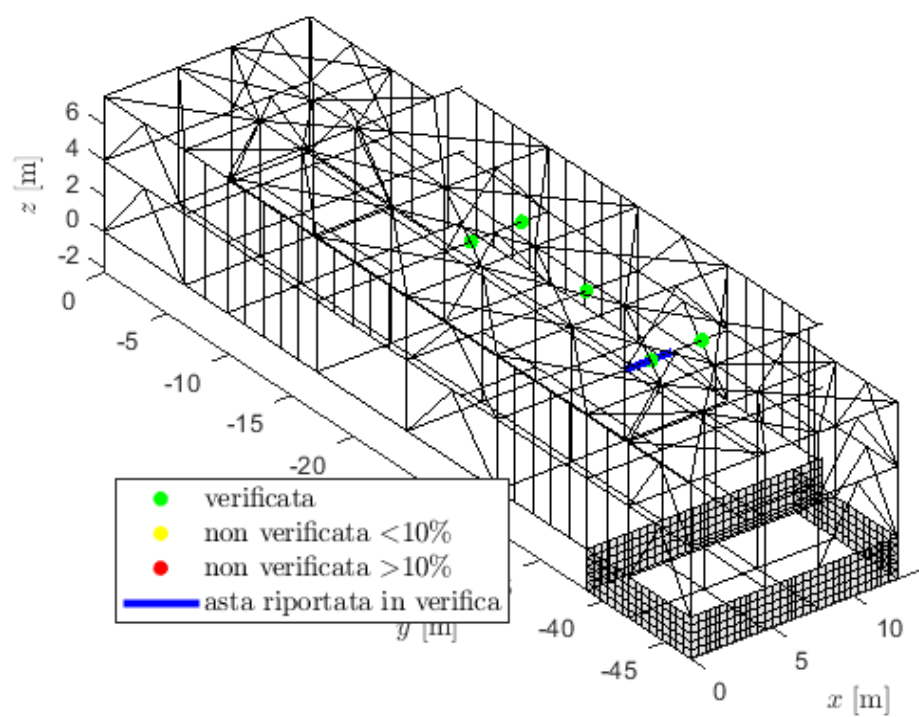 6
4
2
0
-2
z [m]
0
-5
-10
-15
-20
-40
-45
y [m]
0
5
10
x [m]
verificata
non verificata <10%
non verificata >10%
asta riportata in verifica